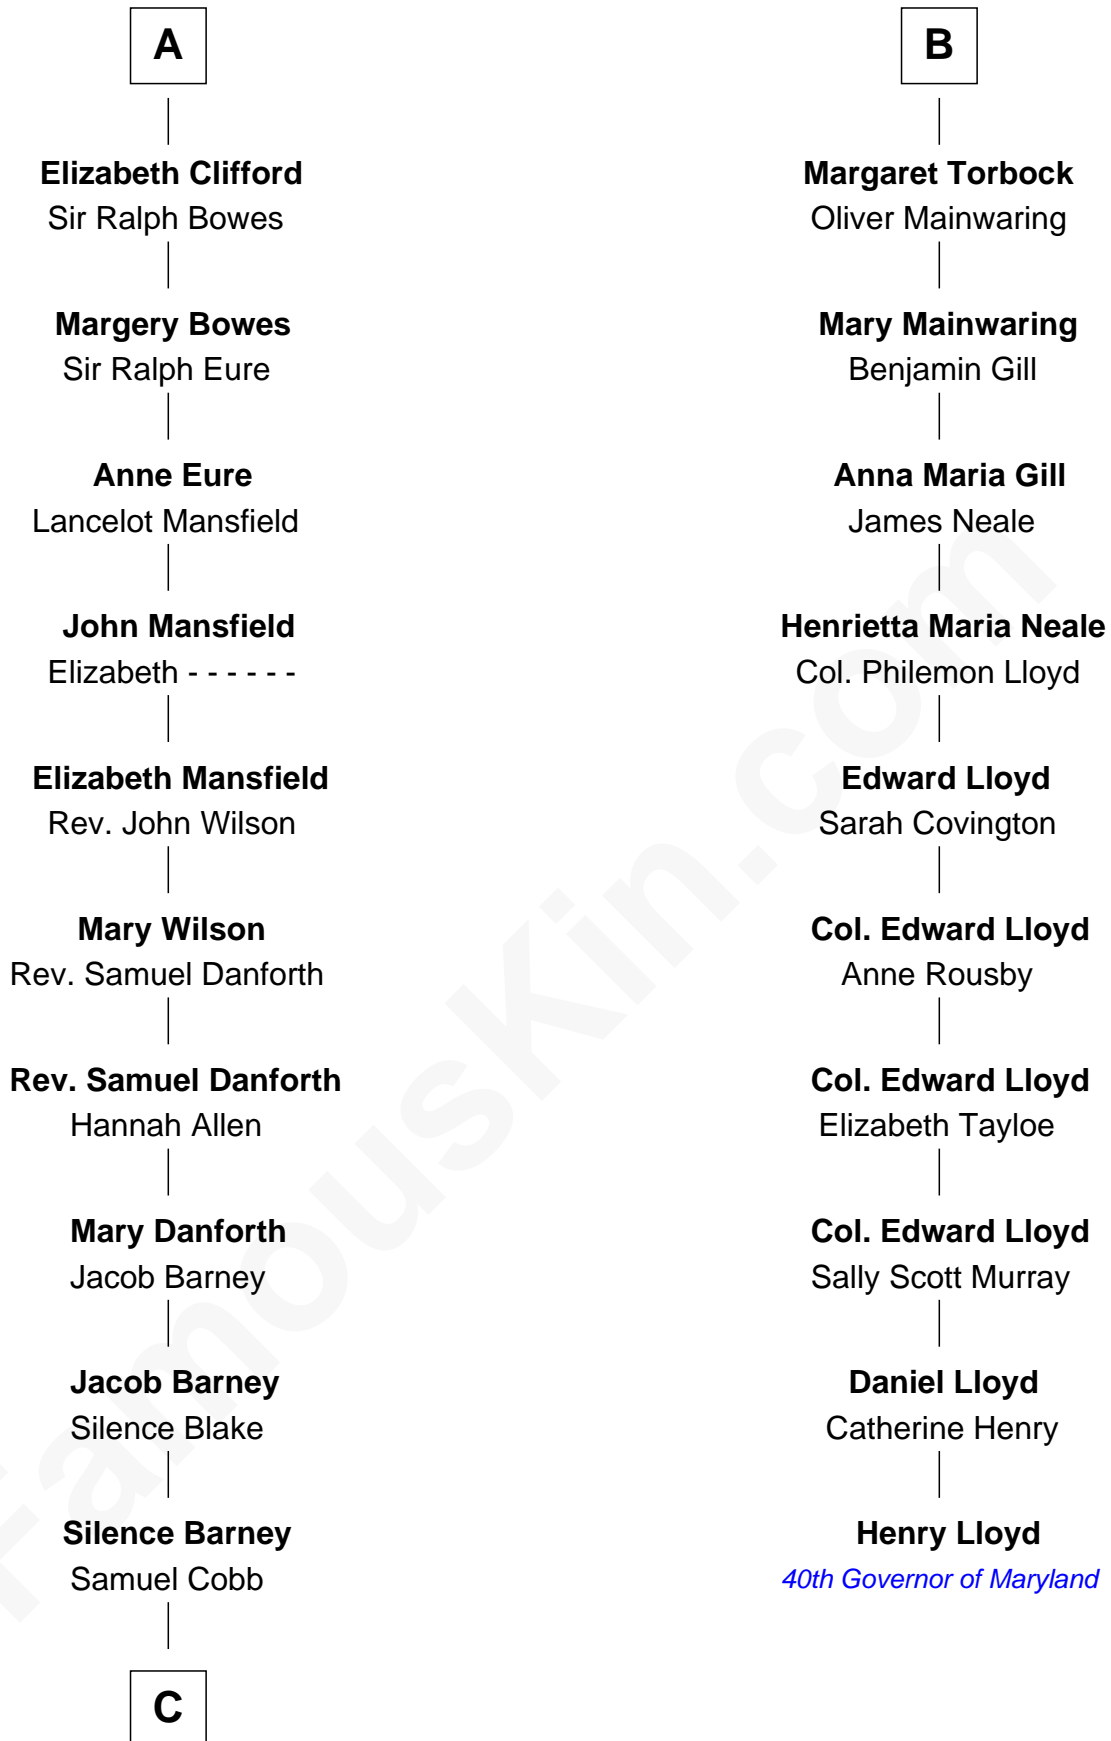 A
Elizabeth Clifford
Sir Ralph Bowes
Margery Bowes
Sir Ralph Eure
Anne Eure
Lancelot Mansfield
John Mansfield
Elizabeth - - - - - -
Elizabeth Mansfield
Rev. John Wilson
Mary Wilson
Rev. Samuel Danforth
Rev. Samuel Danforth
Hannah Allen
Mary Danforth
Jacob Barney
Jacob Barney
Silence Blake
Silence Barney
Samuel Cobb
C
B
Margaret Torbock
Oliver Mainwaring
Mary Mainwaring
Benjamin Gill
Anna Maria Gill
James Neale
Henrietta Maria Neale
Col. Philemon Lloyd
Edward Lloyd
Sarah Covington
Col. Edward Lloyd
Anne Rousby
Col. Edward Lloyd
Elizabeth Tayloe
Col. Edward Lloyd
Sally Scott Murray
Daniel Lloyd
Catherine Henry
Henry Lloyd
40th Governor of Maryland
FamousKin.com